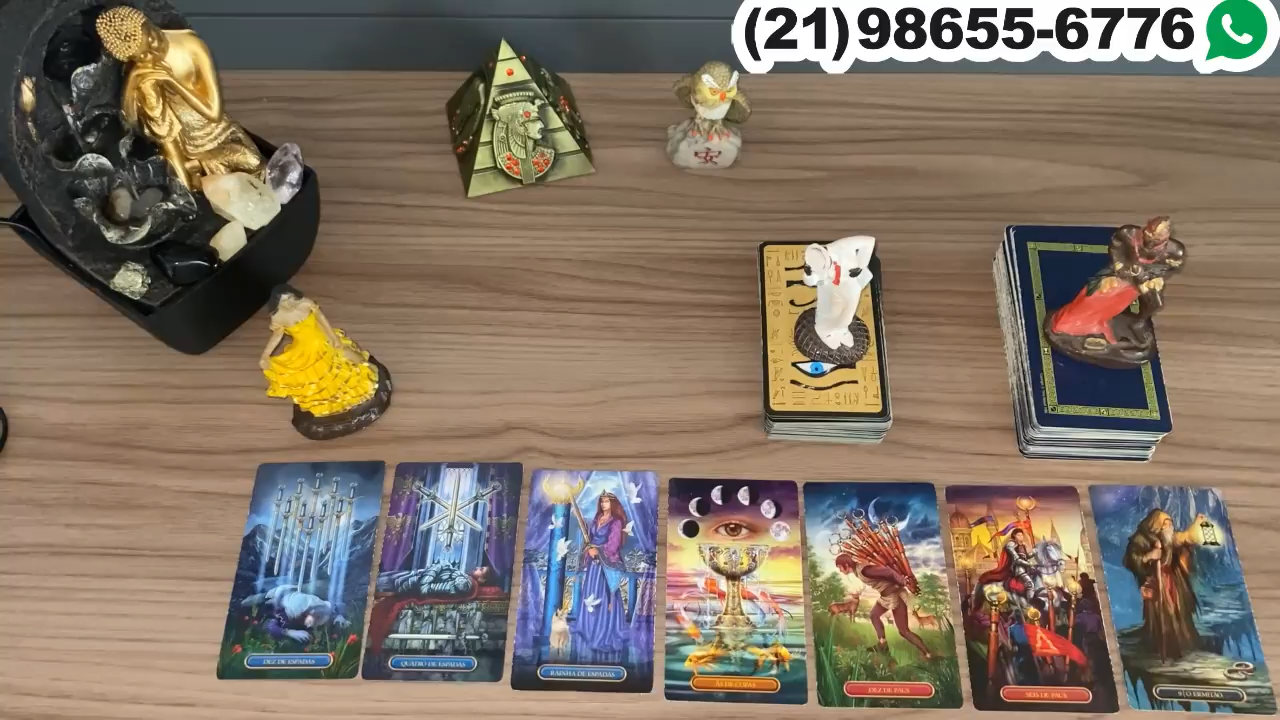 (21)98655-6776
DEZ DE ESPADAS
QUATRO DE ESPADAS
RAINHA DE ESPADAS
ÁS DE COPAS
DEZ DE PAUS
SEIS DE PAUS
9 | O ERMITÃO